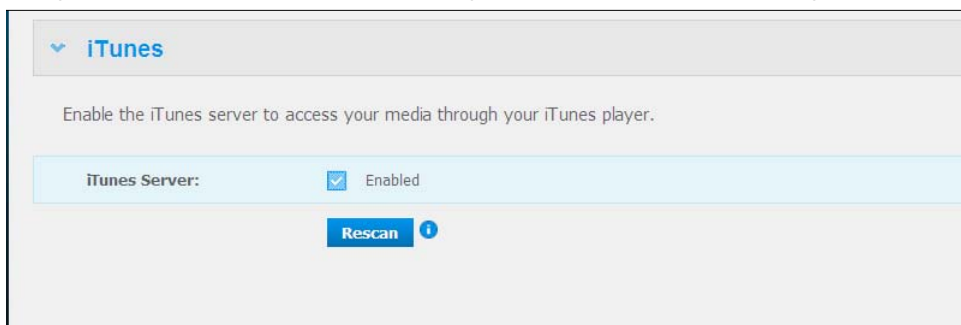 iTunes
Enable the iTunes server to access your media through your iTunes player.
iTunes Server: Enabled
Rescan